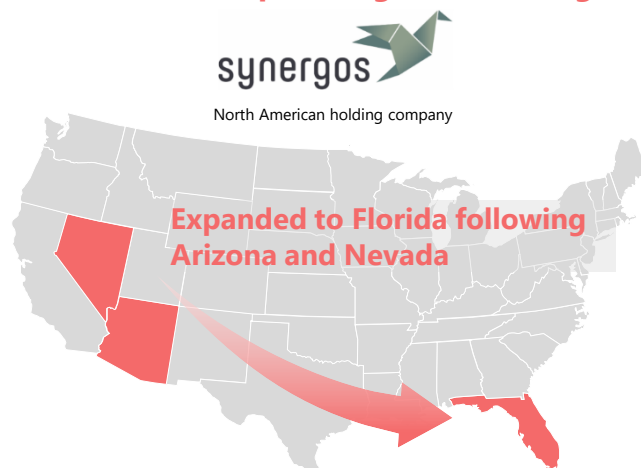 synergos
North American holding company
Expanded to Florida following
Arizona and Nevada